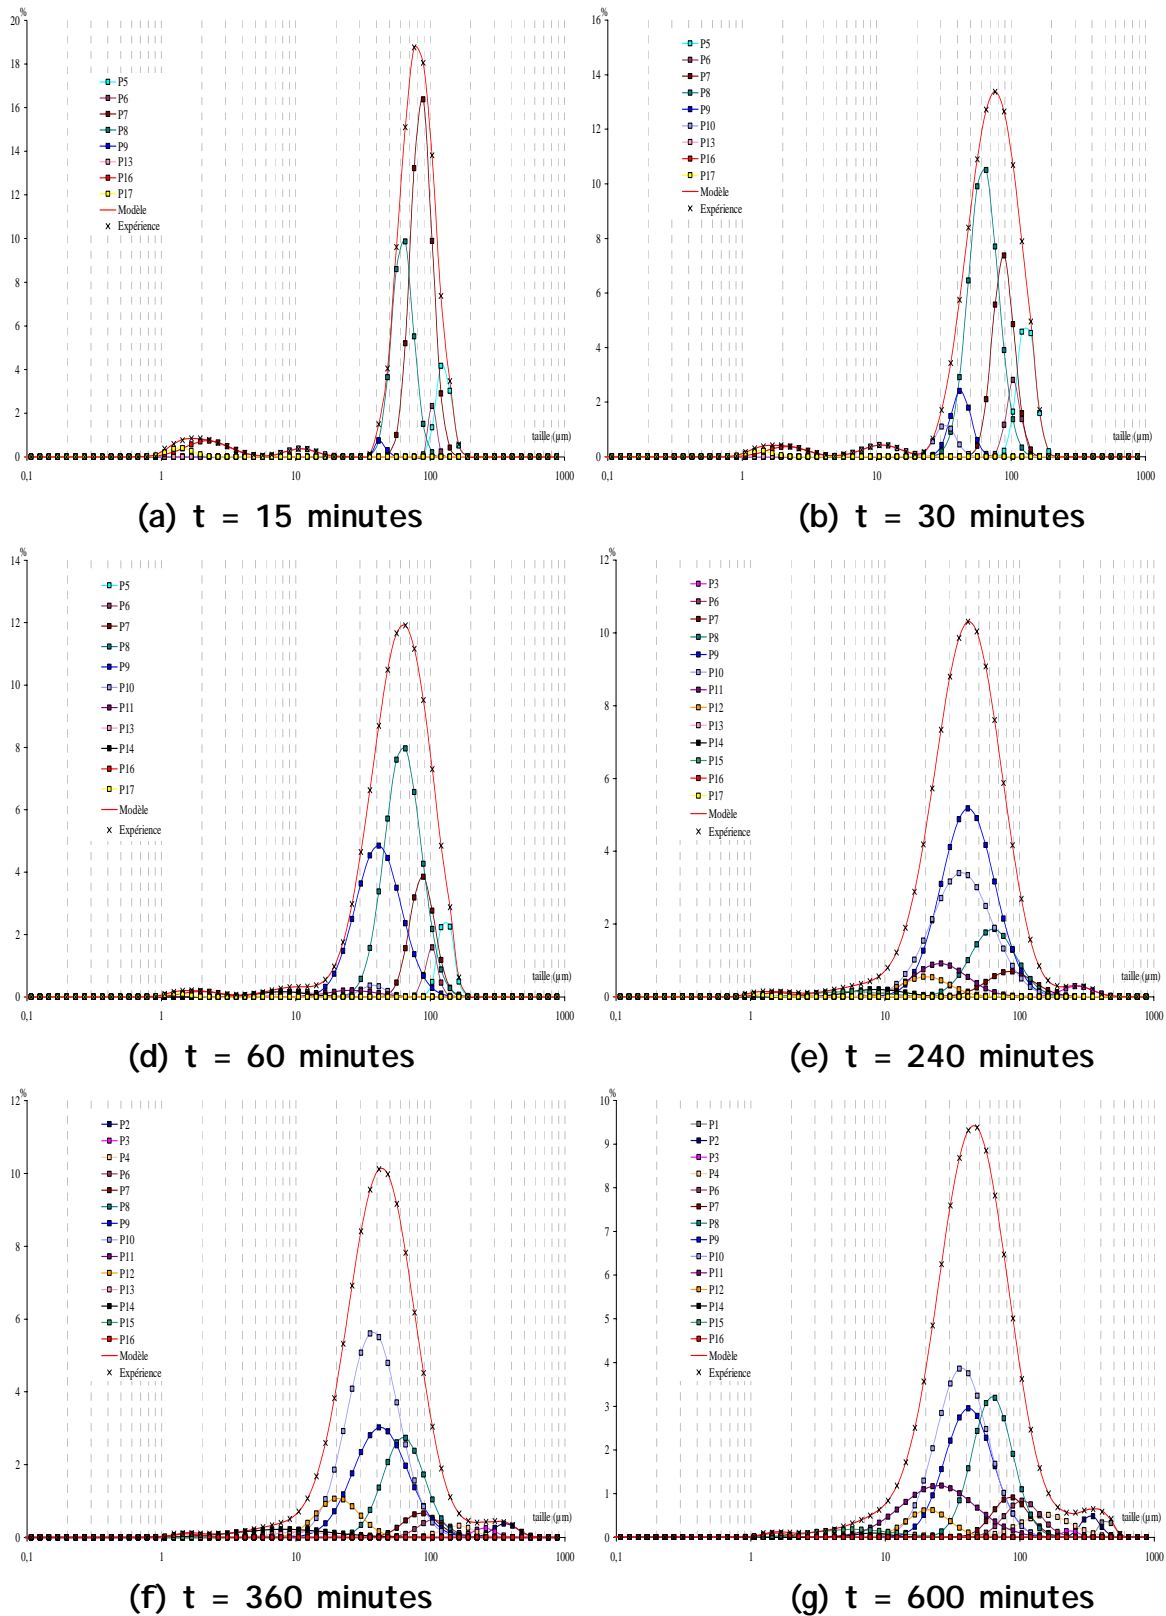 %
20
18
16
14
12
10
8
6
4
2
0
P5
P6
P7
P8
P9
P13
P16
P17
Modèle
Expérience
taille (µm)
0,1
1
10
100
1000
(a) t = 15 minutes
%
16
14
12
10
8
6
4
2
0
P5
P6
P7
P8
P9
P10
P13
P16
P17
Modèle
Expérience
taille (µm)
0,1
1
10
100
1000
(b) t = 30 minutes
%
14
12
10
8
6
4
2
0
P5
P6
P7
P8
P9
P10
P11
P13
P14
P16
P17
Modèle
Expérience
taille (µm)
0,1
1
10
100
1000
(d) t = 60 minutes
%
12
10
8
6
4
2
0
P3
P6
P7
P8
P9
P10
P11
P12
P13
P14
P15
P16
P17
Modèle
Expérience
taille (µm)
0,1
1
10
100
1000
(e) t = 240 minutes
%
12
10
8
6
4
2
0
P2
P3
P4
P6
P7
P8
P9
P10
P11
P12
P13
P14
P15
P16
Modèle
Expérience
taille (µm)
0,1
1
10
100
1000
(f) t = 360 minutes
%
10
9
8
7
6
5
4
3
2
1
0
P1
P2
P3
P4
P6
P7
P8
P9
P10
P11
P12
P14
P15
P16
Modèle
Expérience
taille (µm)
0,1
1
10
100
1000
(g) t = 600 minutes